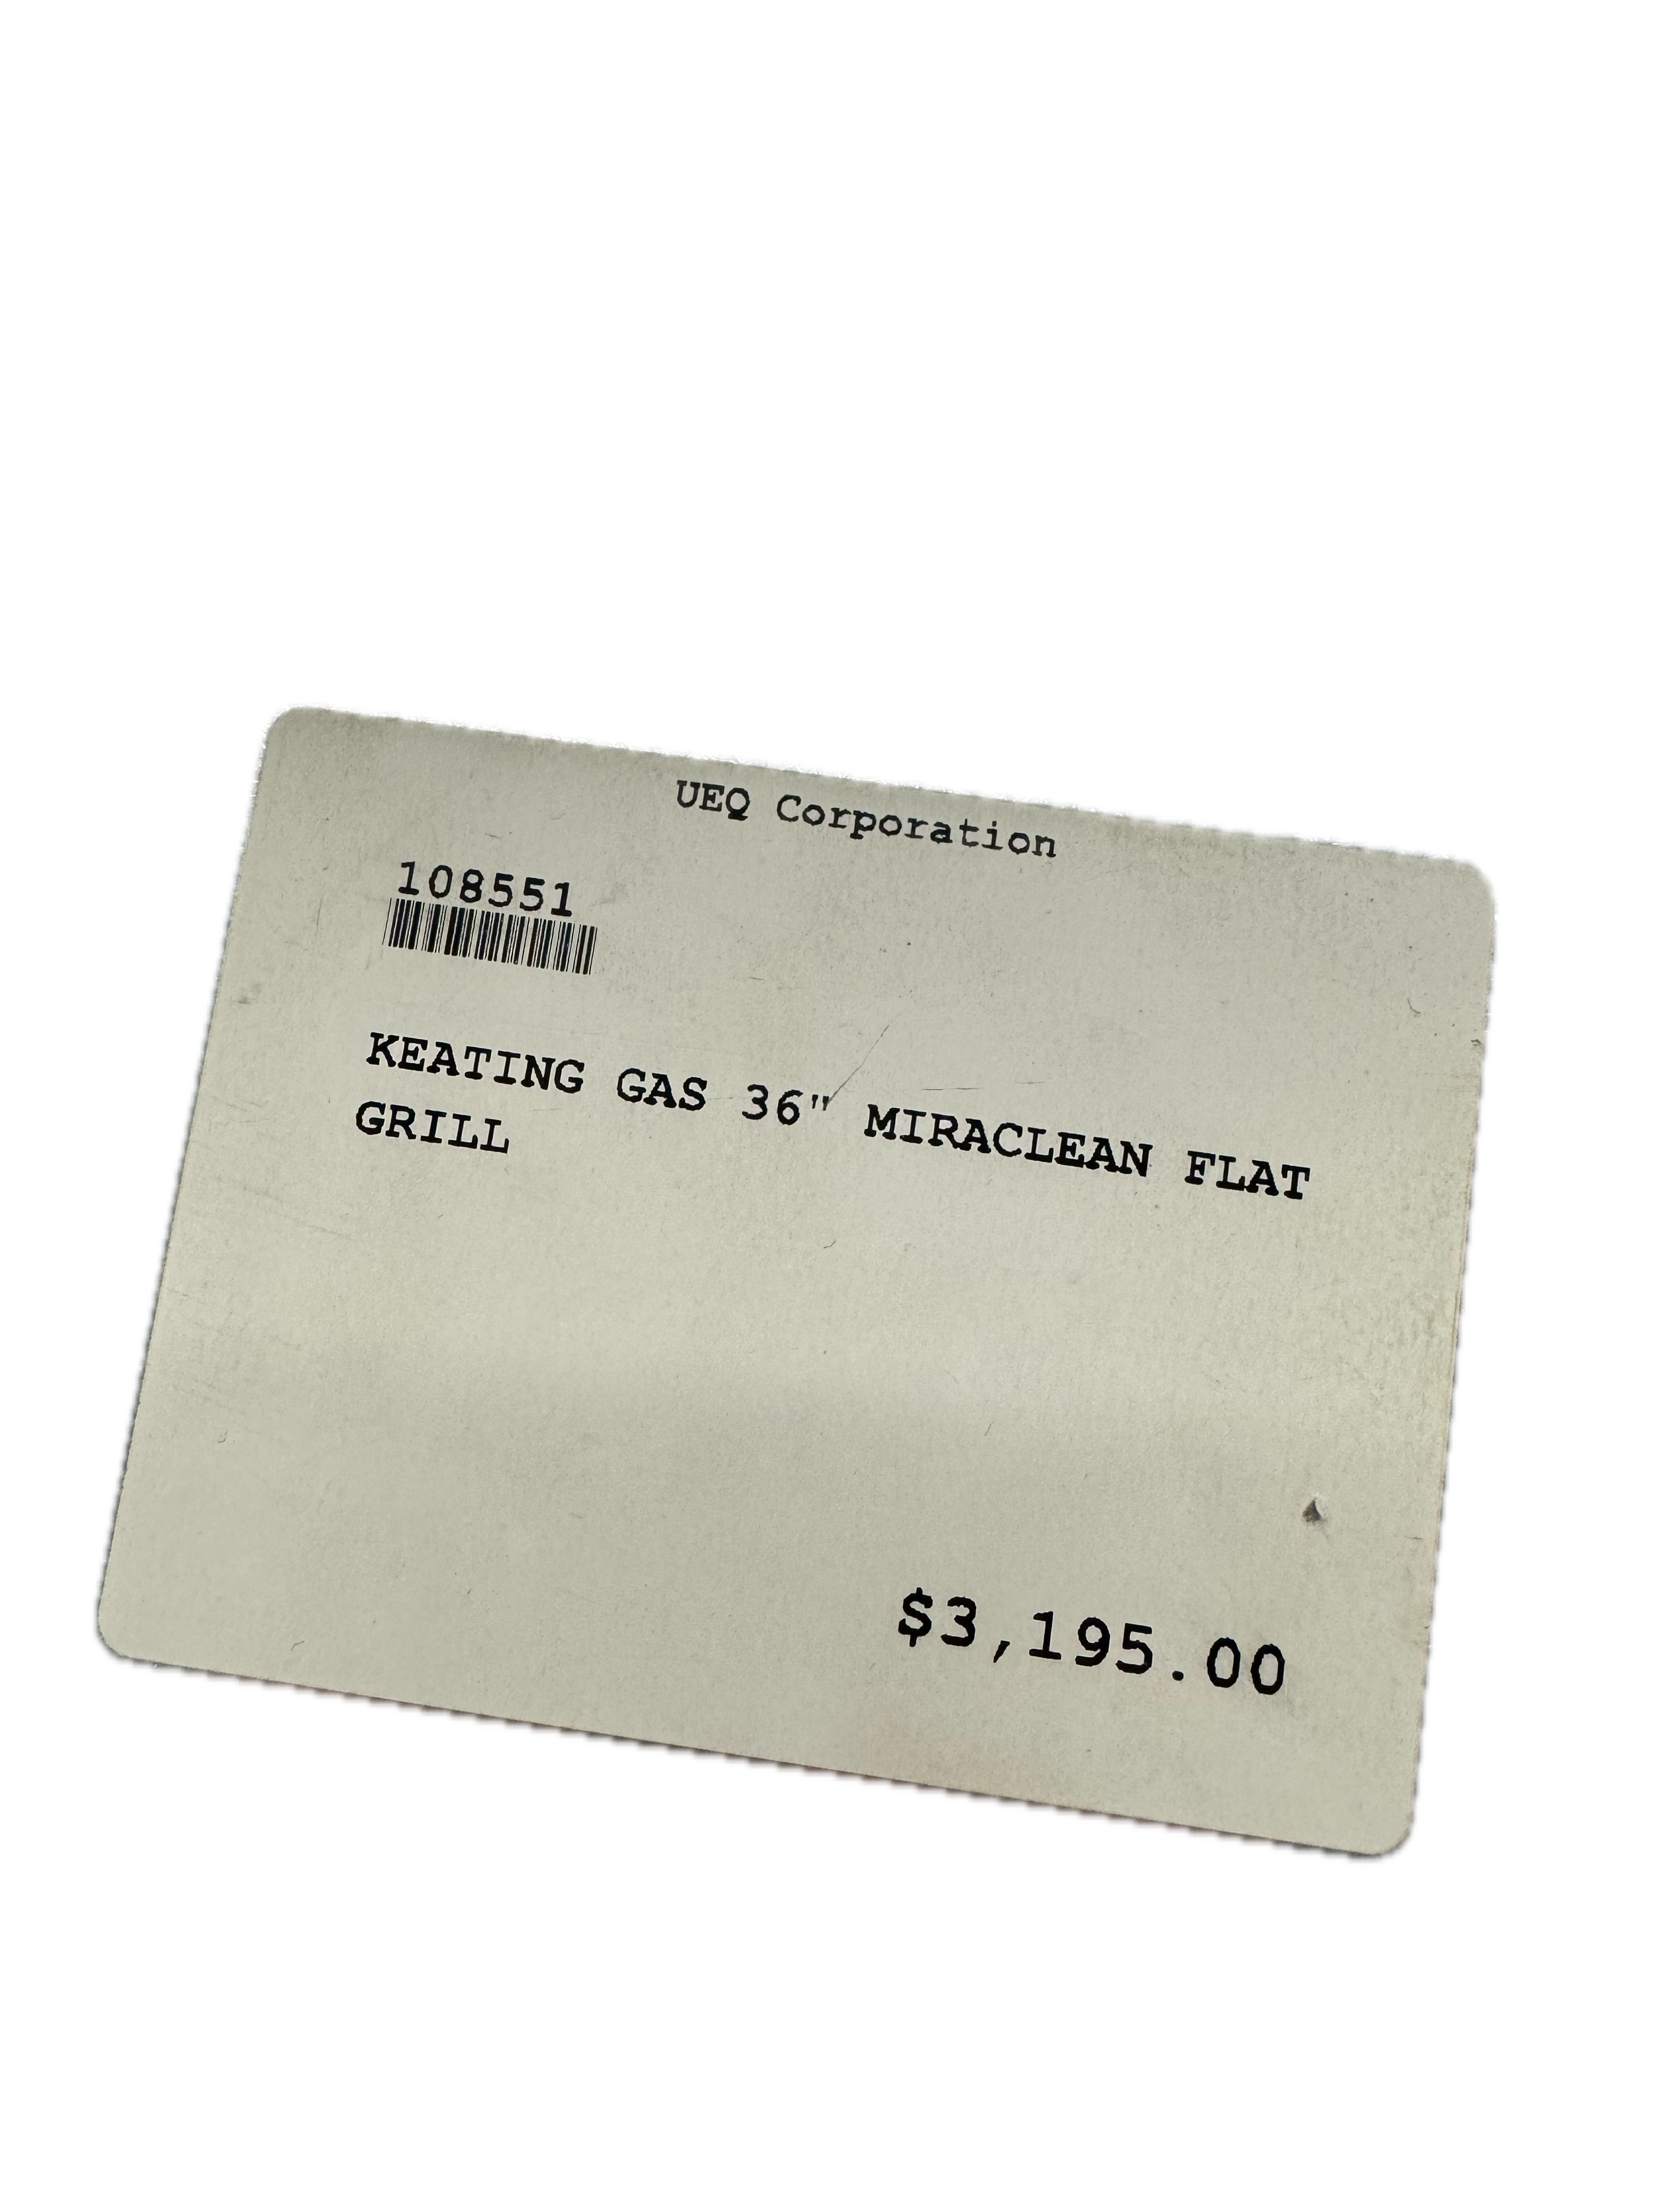 UEQ Corporation
108551
KEATING GAS 36" MIRACLEAN FLAT
GRILL
$3,195.00